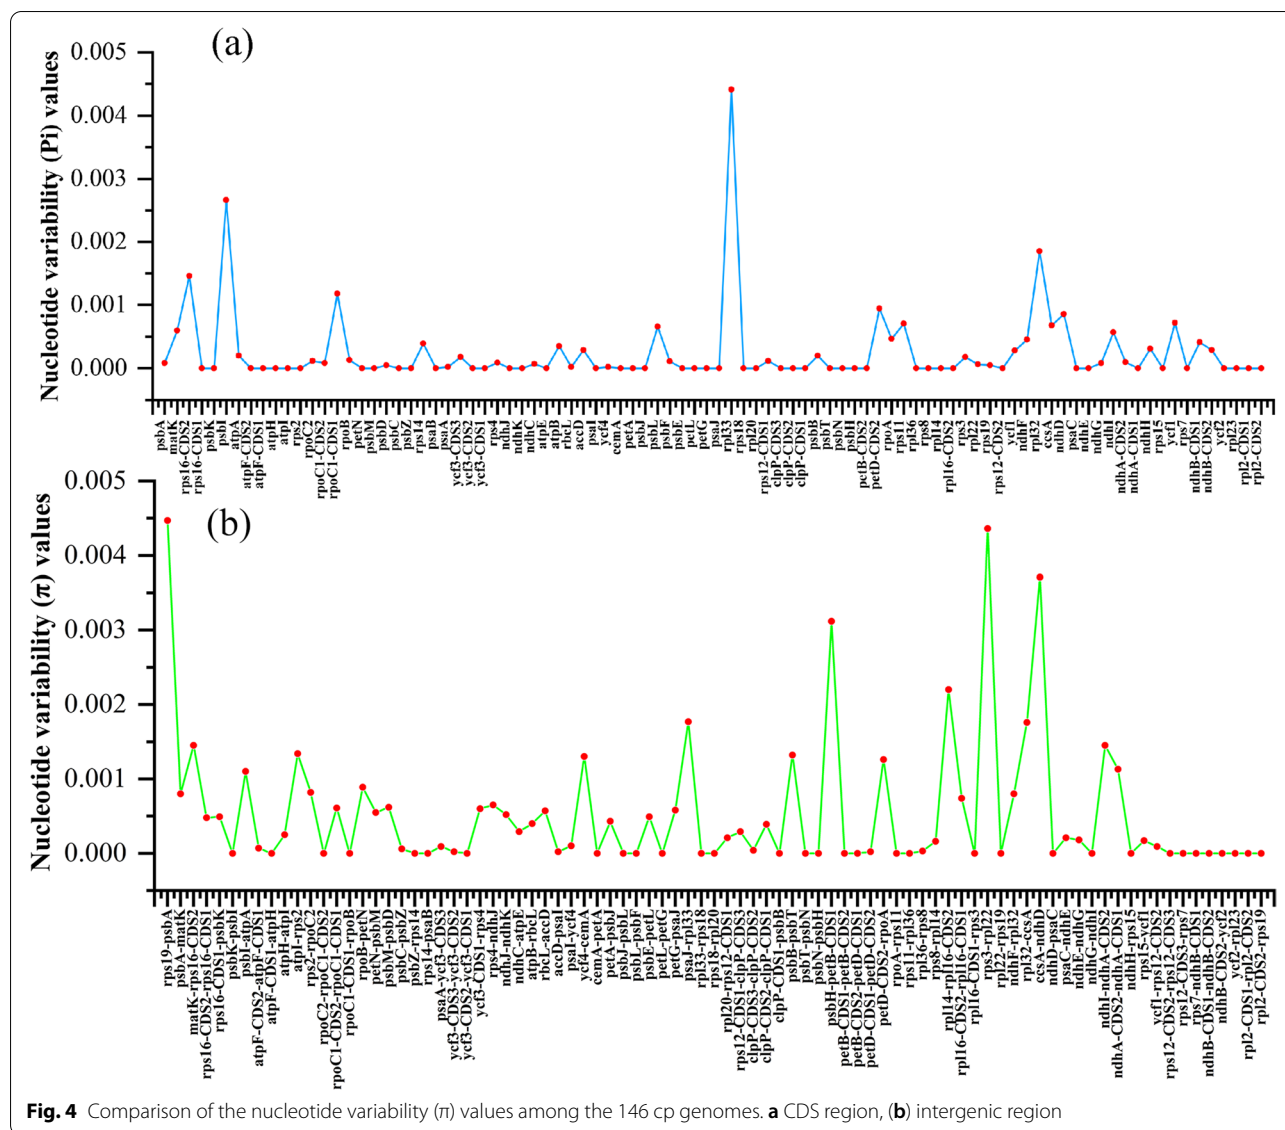 (a)
Nucleotide variability (Pi) values
0.005
0.004
0.003
0.002
0.001
0.000
psbA
matK
rps16-CDS2
rps16-CDS1
psbK
psbI
atpA
atpF-CDS2
atpF-CDS1
atpH
atpI
rps2
rpoC2
rpoC1-CDS2
rpoC1-CDS1
rpoB
petN
psbM
psbD
psbC
psbZ
rps14
psaB
psaA
ycf3-CDS3
ycf3-CDS2
ycf3-CDS1
rps4
ndhJ
ndhK
ndhC
atpE
atpB
rbcL
accD
psaI
ycf4
cemA
petA
psbJ
psbL
psbF
psbE
petL
petG
psaJ
rpl33
rps18
rpl20
rps12-CDS1
clpP-CDS3
clpP-CDS2
clpP-CDS1
psbB
psbT
psbN
psbH
petB-CDS2
petD-CDS2
rpoA
rps11
rpl36
rps8
rpl14
rpl16-CDS2
rps3
rpl22
rps19
rps12-CDS2
ycf1
ndhF
rpl32
ccsA
ndhD
psaC
ndhE
ndhG
ndhI
ndhA-CDS2
ndhA-CDS1
ndhH
rps15
ycf1
rps7
ndhB-CDS1
ndhB-CDS2
ycf2
rpl23
rpl2-CDS1
rpl2-CDS2
(b)
Nucleotide variability (π) values
0.005
0.004
0.003
0.002
0.001
0.000
rps19-psbA
psbA-matK
matK-rps16-CDS2
rps16-CDS2-rps16-CDS1
rps16-CDS1-psbK
psbK-psbI
psbI-atpA
atpF-CDS2-atpF-CDS1
atpF-CDS1-atpH
atpH-atpI
atpI-rps2
rps2-rpoC2
rpoC2-rpoC1-CDS2
rpoC1-CDS2-rpoC1-CDS1
rpoC1-CDS1-rpoB
rpoB-petN
petN-psbM
psbM-psbD
psbC-psbZ
psbZ-rps14
rps14-psaB
psaA-ycf3-CDS3
ycf3-CDS3-ycf3-CDS2
ycf3-CDS2-ycf3-CDS1
ycf3-CDS1-rps4
rps4-ndhJ
ndhJ-ndhK
ndhC-atpE
atpB-rbcL
rbcL-accD
accD-psaI
psaI-ycf4
ycf4-cemA
cemA-petA
petA-psbJ
psbJ-psbL
psbL-psbF
psbE-petL
petL-petG
petG-psaJ
psaJ-rpl33
rpl33-rps18
rps18-rpl20
rpl20-rps12-CDS1
rps12-CDS1-clpP-CDS3
clpP-CDS3-clpP-CDS2
clpP-CDS2-clpP-CDS1
clpP-CDS1-psbB
psbB-psbT
psbT-psbN
psbN-psbH
psbH-petB-CDS1
petB-CDS1-petB-CDS2
petB-CDS2-petD-CDS1
petD-CDS1-petD-CDS2
petD-CDS2-rpoA
rpoA-rps11
rps11-rpl36
rpl36-rps8
rps8-rpl14
rpl14-rpl16-CDS2
rpl16-CDS2-rpl16-CDS1
rpl16-CDS1-rps3
rps3-rpl22
rpl22-rps19
ndhF-rpl32
rpl32-ccsA
ccsA-ndhD
ndhD-psaC
psaC-ndhE
ndhE-ndhG
ndhG-ndhI
ndhI-ndhA-CDS2
ndhA-CDS2-ndhA-CDS1
ndhH-rps15
rps15-ycf1
ycf1-rps12-CDS2
rps12-CDS2-rps12-CDS3
rps12-CDS3-rps7
rps7-ndhB-CDS1
ndhB-CDS1-ndhB-CDS2
ndhB-CDS2-ycf2
ycf2-rpl23
rpl2-CDS1-rpl2-CDS2
rpl2-CDS2-rps19
Fig. 4 Comparison of the nucleotide variability (π) values among the 146 cp genomes. a CDS region, (b) intergenic region